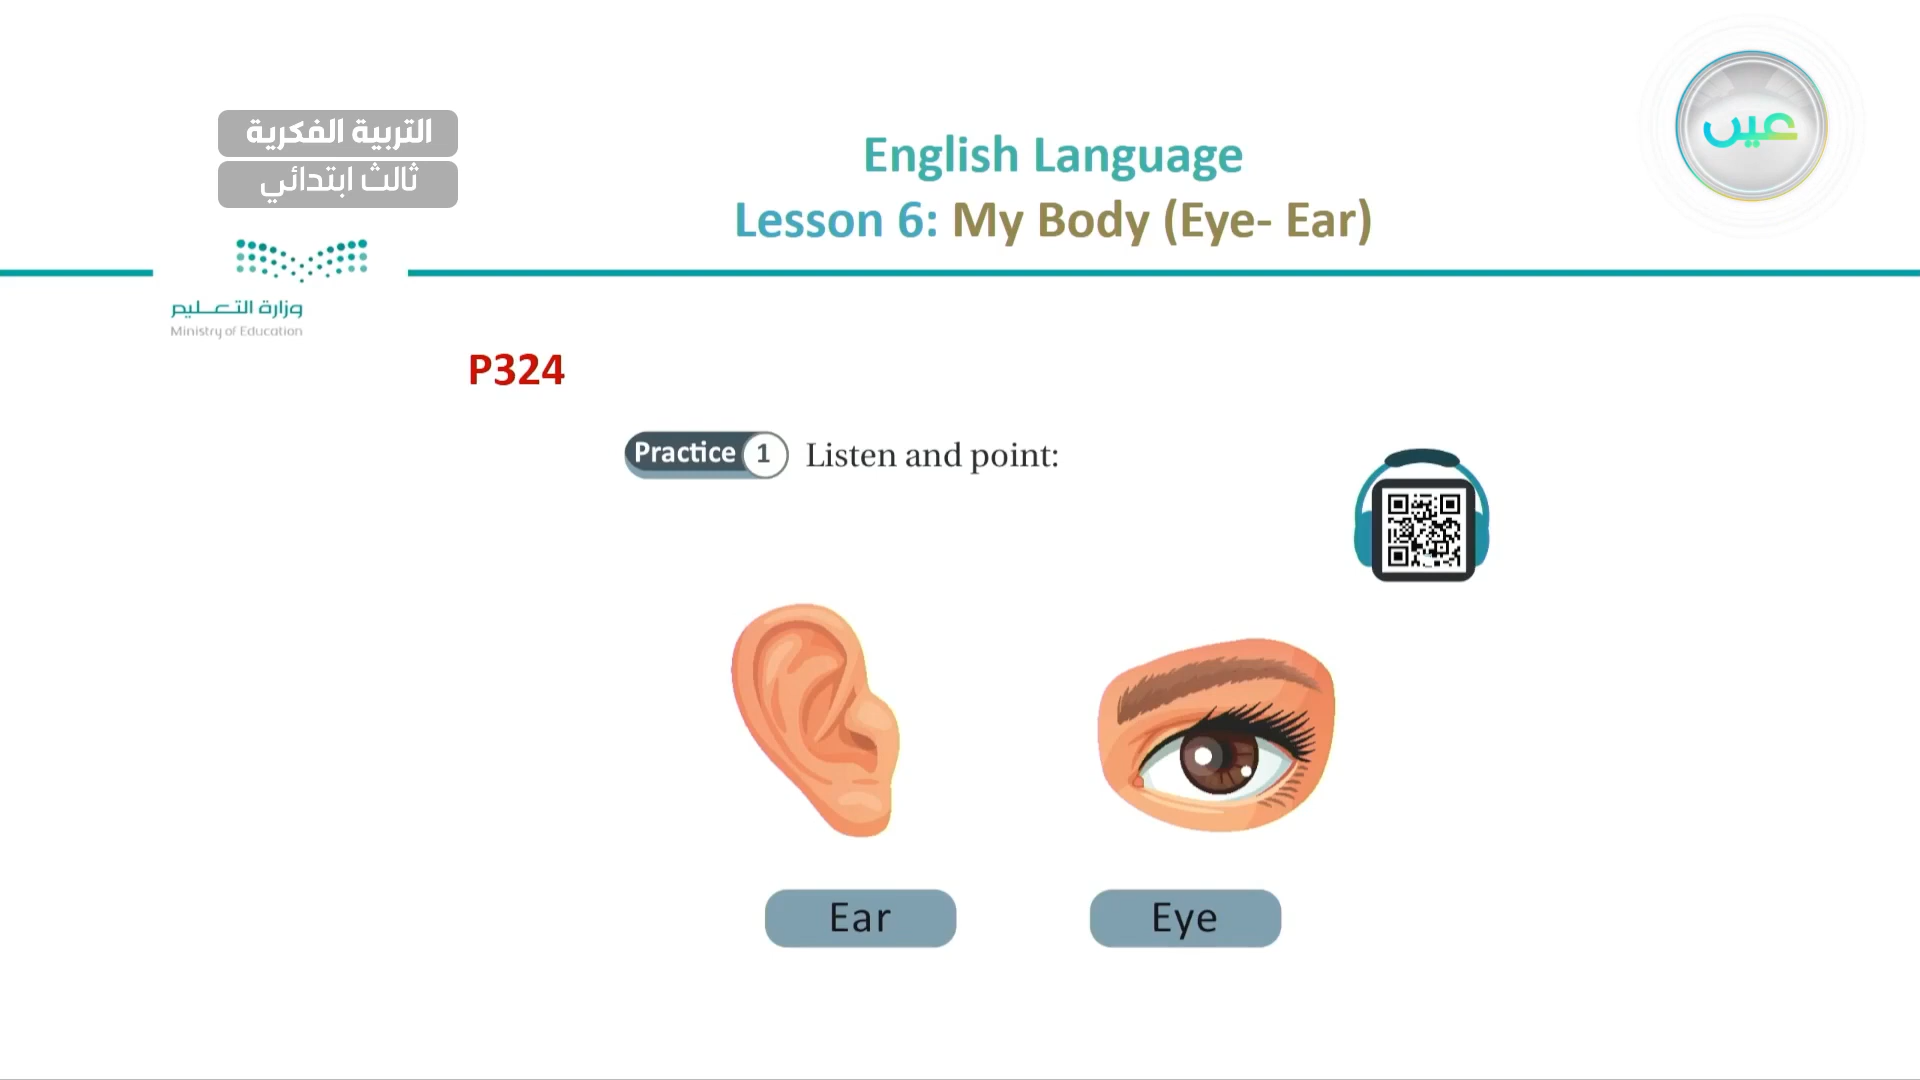 التربية الفكرية
ثالث ابتدائي
English Language
Lesson 6: My Body (Eye- Ear)
عين
وزارة التعليم
Ministry of Education
P324
Practice 1 Listen and point:
Ear
Eye